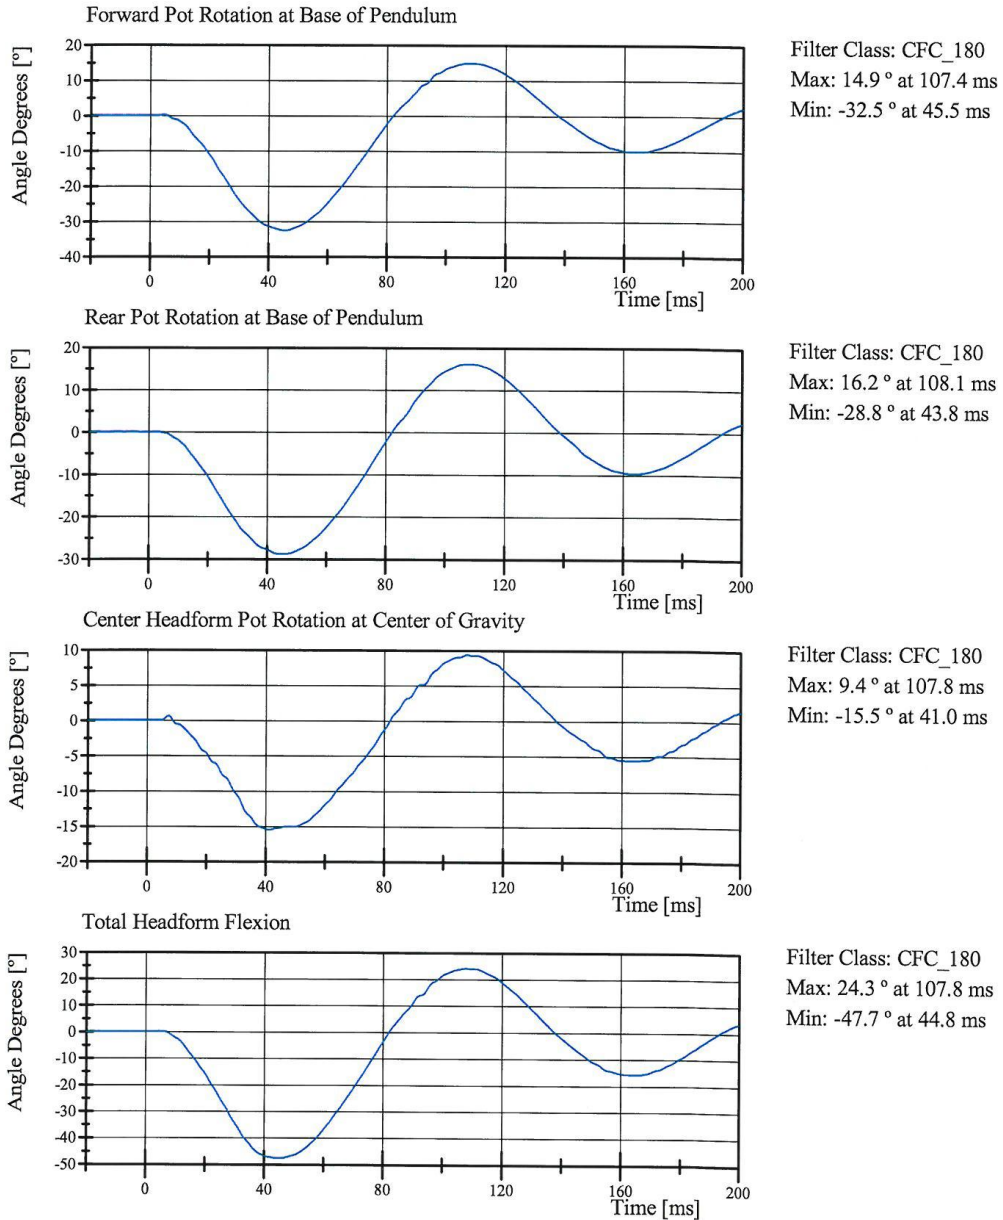 Forward Pot Rotation at Base of Pendulum
Angle Degrees [°]
20
10
0
-10
-20
-30
-40
0 40 80 120 160 200
Time [ms]
Filter Class: CFC_180
Max: 14.9 ° at 107.4 ms
Min: -32.5 ° at 45.5 ms
Rear Pot Rotation at Base of Pendulum
Angle Degrees [°]
20
10
0
-10
-20
-30
0 40 80 120 160 200
Time [ms]
Filter Class: CFC_180
Max: 16.2 ° at 108.1 ms
Min: -28.8 ° at 43.8 ms
Center Headform Pot Rotation at Center of Gravity
Angle Degrees [°]
10
5
0
-5
-10
-15
-20
0 40 80 120 160 200
Time [ms]
Filter Class: CFC_180
Max: 9.4 ° at 107.8 ms
Min: -15.5 ° at 41.0 ms
Total Headform Flexion
Angle Degrees [°]
30
20
10
0
-10
-20
-30
-40
-50
0 40 80 120 160 200
Time [ms]
Filter Class: CFC_180
Max: 24.3 ° at 107.8 ms
Min: -47.7 ° at 44.8 ms